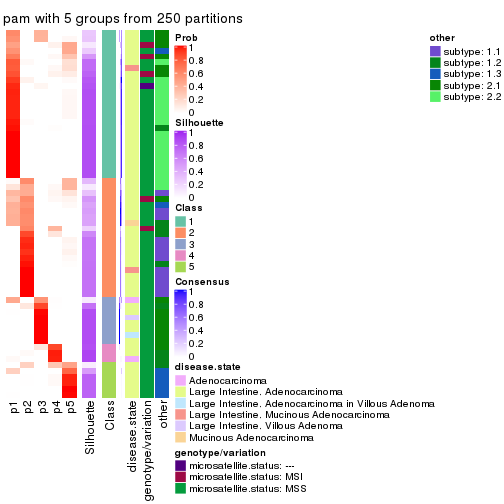 pam with 5 groups from 250 partitions
Prob
1
0.8
0.6
0.4
0.2
0
Silhouette
1
0.8
0.6
0.4
0.2
0
Class
1
2
3
4
5
Consensus
1
0.8
0.6
0.4
0.2
0
disease.state
Adenocarcinoma
Large Intestine. Adenocarcinoma
Large Intestine. Adenocarcinoma in Villous Adenoma
Large Intestine. Mucinous Adenocarcinoma
Large Intestine. Villous Adenoma
Mucinous Adenocarcinoma
genotype/variation
microsatellite.status: ---
microsatellite.status: MSI
microsatellite.status: MSS
other
subtype: 1.1
subtype: 1.2
subtype: 1.3
subtype: 2.1
subtype: 2.2
p1
p2
p3
p4
p5
Silhouette
Class
disease.state
genotype/variation
other